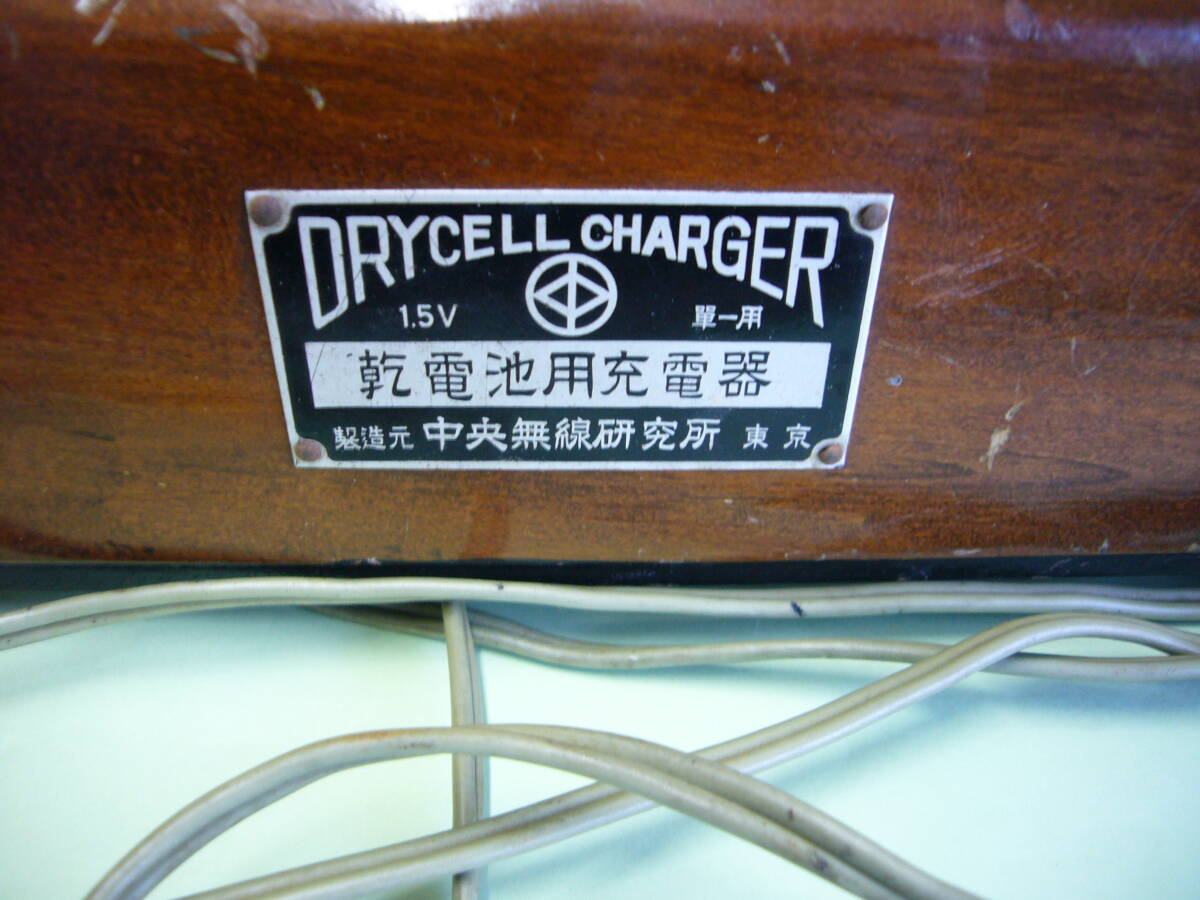 DRYCELL CHARGER
1.5V 單一用
乾電池用充電器
製造元 中央無線研究所 東京